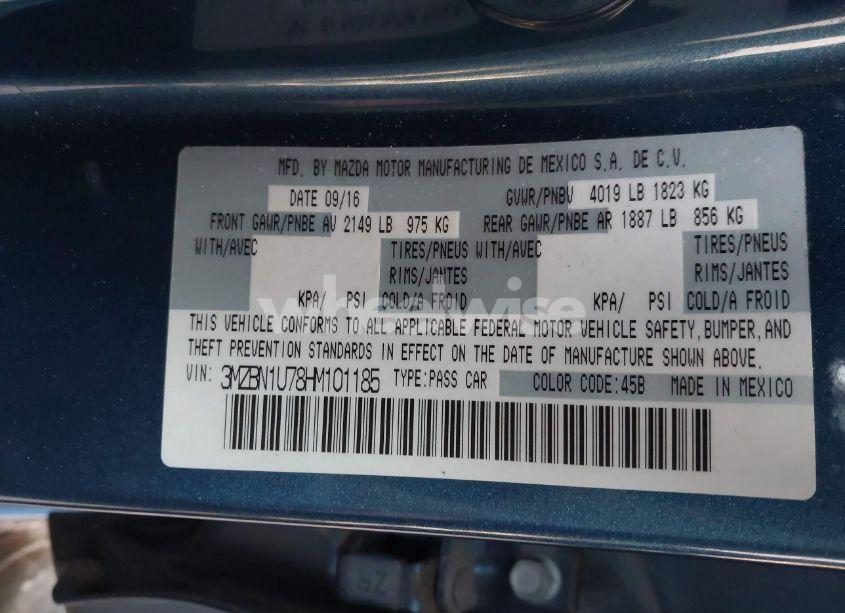 MFD. BY MAZDA MOTOR MANUFACTURING DE MEXICO S.A. DE C.V.
DATE 09/16 GVWR/PNBV 4019 LB 1823 KG
FRONT GAWR/PNBE AV 2149 LB 975 KG REAR GAWR/PNBE AR 1887 LB 856 KG
WITH/AVEC TIRES/PNEUS WITH/AVEC TIRES/PNEUS
RIMS/JANTES RIMS/JANTES
KPA/ PSI COLD/A FROID KPA/ PSI COLD/A FROID
wheelwise
THIS VEHICLE CONFORMS TO ALL APPLICABLE FEDERAL MOTOR VEHICLE SAFETY, BUMPER, AND
THEFT PREVENTION STANDARDS IN EFFECT ON THE DATE OF MANUFACTURE SHOWN ABOVE.
VIN: 3MZBN1U78HM101185 TYPE:PASS CAR COLOR CODE:45B MADE IN MEXICO
ZR